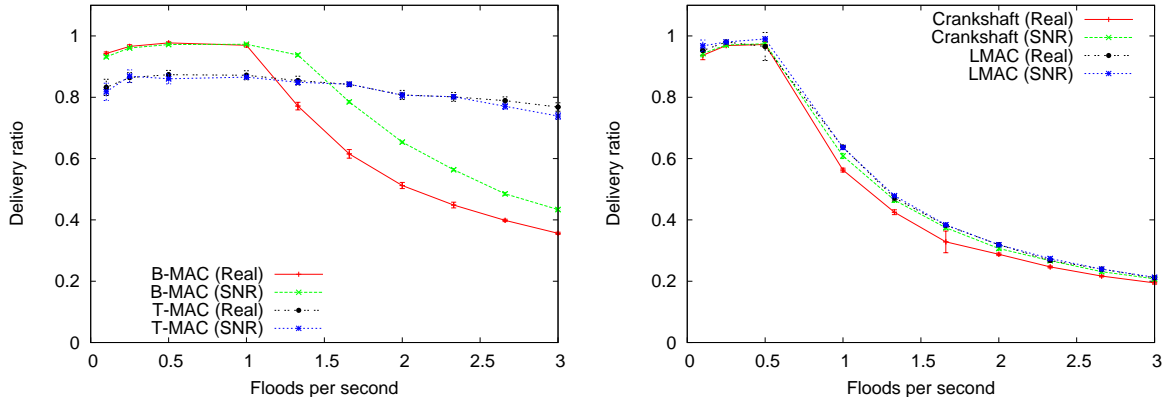 1
0.8
0.6
0.4
0.2
0
Delivery ratio
B-MAC (Real)
B-MAC (SNR)
T-MAC (Real)
T-MAC (SNR)
0 0.5 1 1.5 2 2.5 3
Floods per second
1
0.8
0.6
0.4
0.2
0
Delivery ratio
Crankshaft (Real)
Crankshaft (SNR)
LMAC (Real)
LMAC (SNR)
0 0.5 1 1.5 2 2.5 3
Floods per second